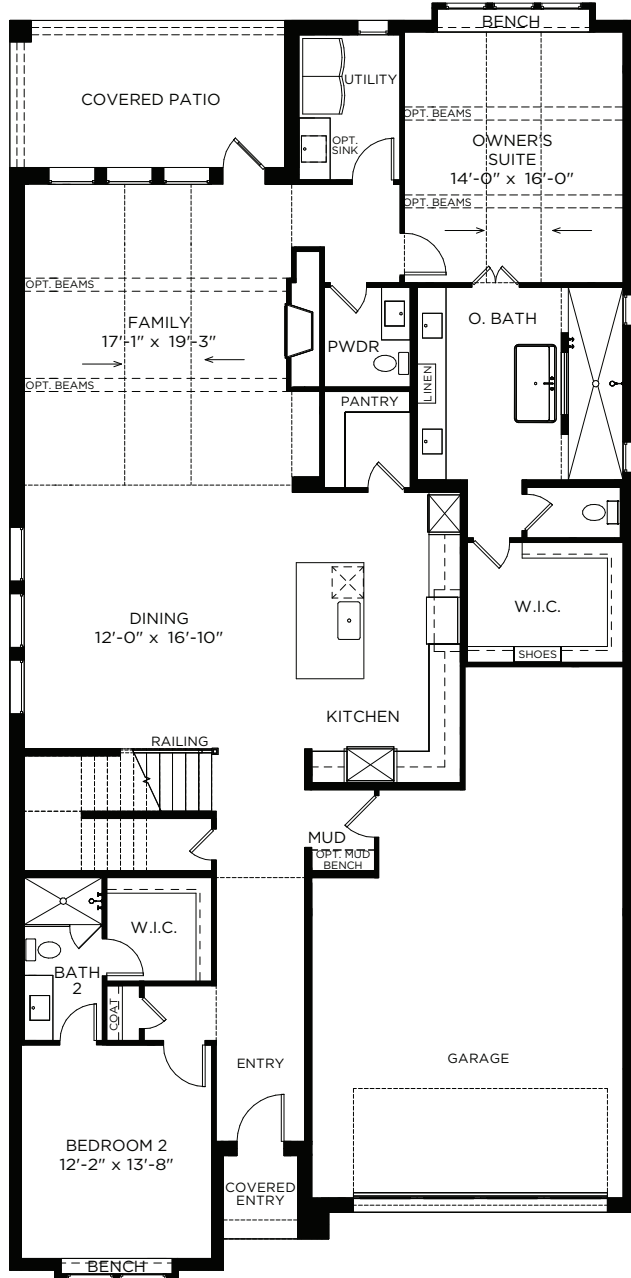 BENCH
COVERED PATIO
UTILITY
OPT.
SINK
OPT. BEAMS
OWNER'S
SUITE
14'-0" x 16'-0"
OPT. BEAMS
OPT. BEAMS
FAMILY
17'-1" x 19'-3"
OPT. BEAMS
PWDR
O. BATH
LINEN
PANTRY
DINING
12'-0" x 16'-10"
W.I.C.
SHOES
KITCHEN
RAILING
MUD
OPT. MUD
BENCH
W.I.C.
BATH
2
COAT
ENTRY
GARAGE
BEDROOM 2
12'-2" x 13'-8"
COVERED
ENTRY
BENCH